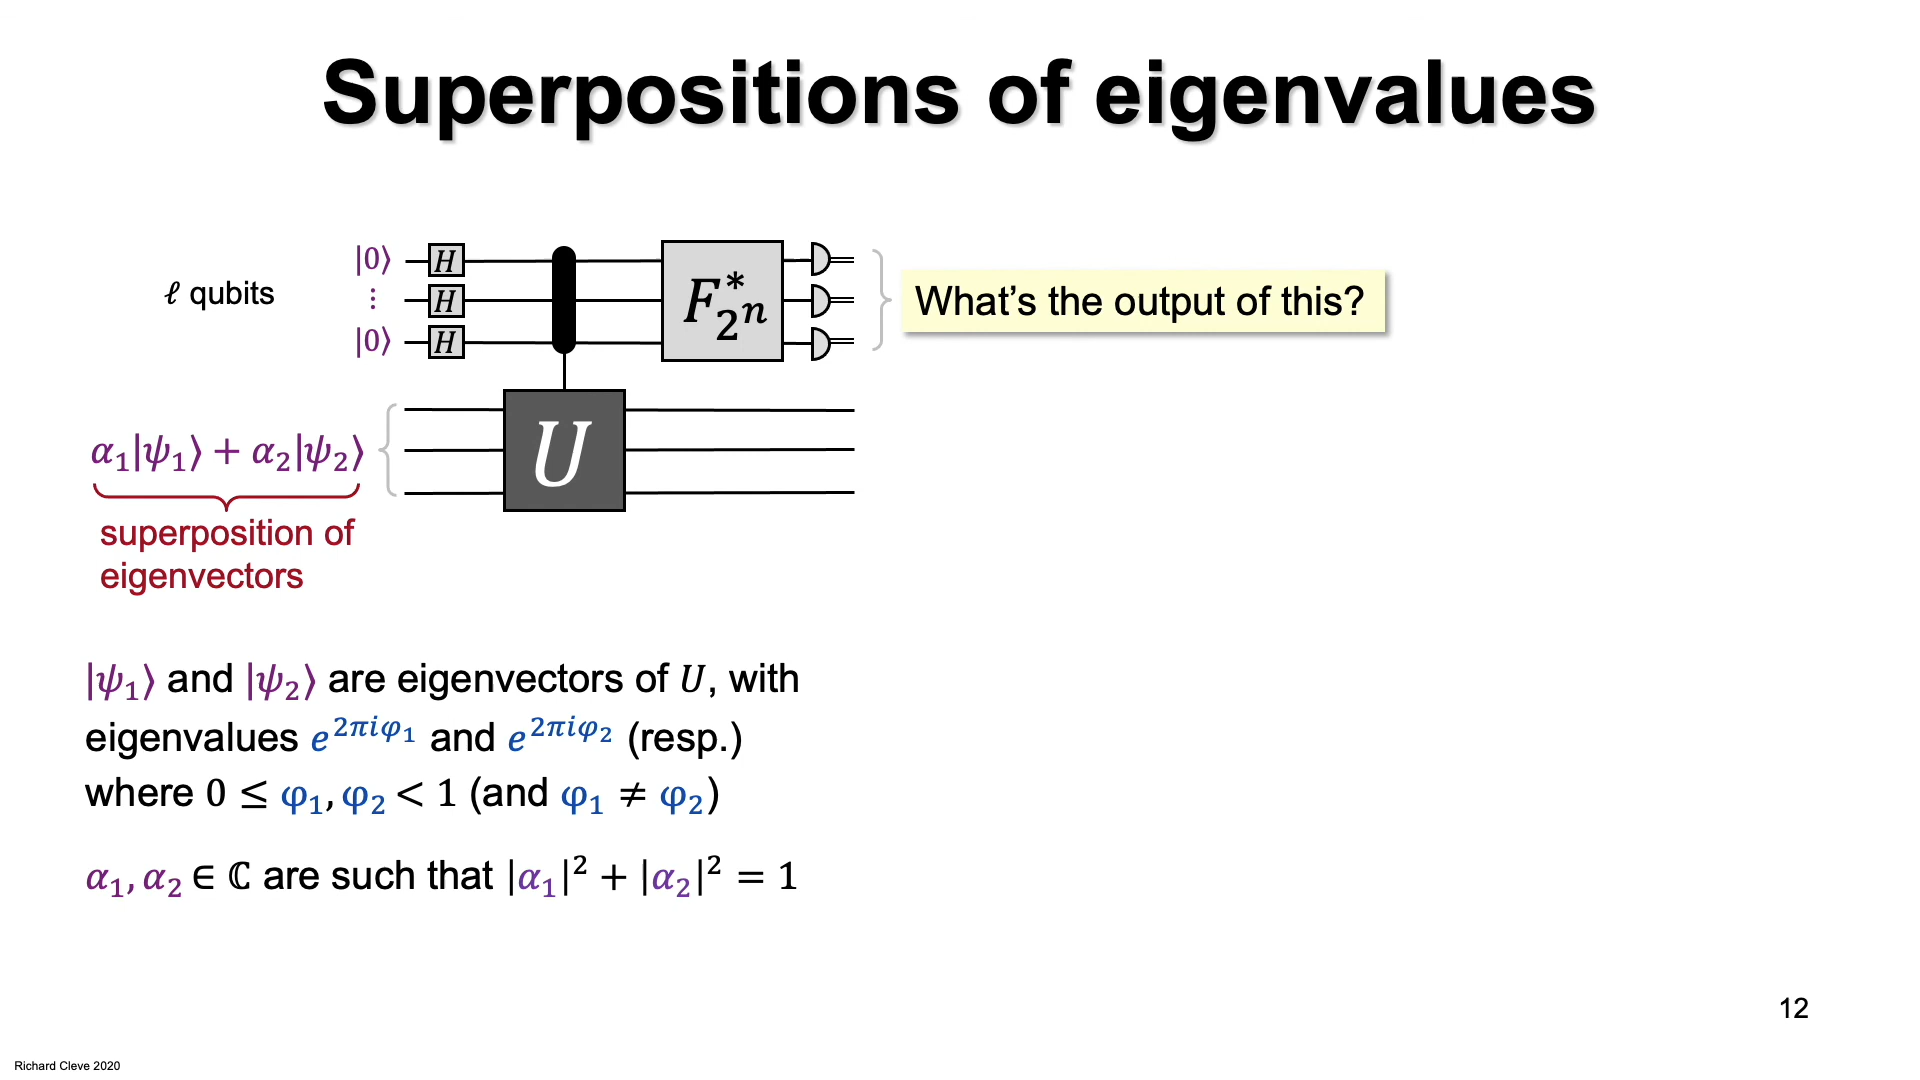 Superpositions of eigenvalues
ℓ qubits
|0⟩ H
⋮ H
|0⟩ H
F*₂ₙ
What’s the output of this?
α₁|ψ₁⟩ + α₂|ψ₂⟩
U
superposition of
eigenvectors
|ψ₁⟩ and |ψ₂⟩ are eigenvectors of U, with
eigenvalues e^{2πiφ₁} and e^{2πiφ₂} (resp.)
where 0 ≤ φ₁, φ₂ < 1 (and φ₁ ≠ φ₂)
α₁, α₂ ∈ ℂ are such that |α₁|² + |α₂|² = 1
12
Richard Cleve 2020